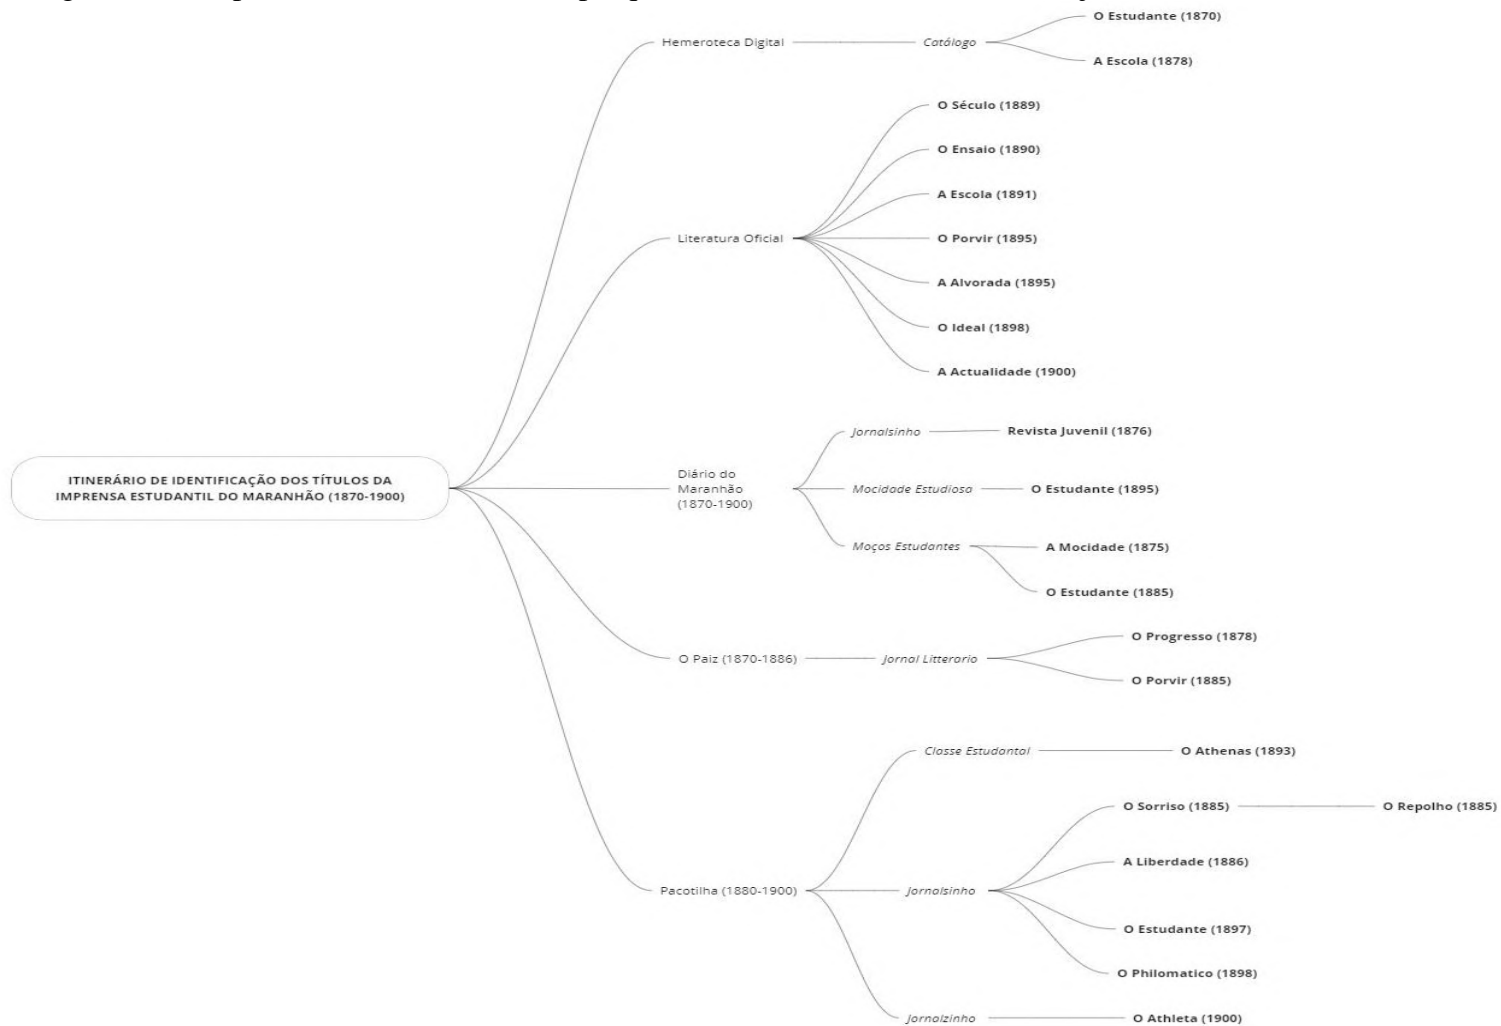 Hemeroteca Digital
Catálogo
O Estudante (1870)
A Escola (1878)
Literatura Oficial
O Século (1889)
O Ensaio (1890)
A Escola (1891)
O Porvir (1895)
A Alvorada (1895)
O Ideal (1898)
A Actualidade (1900)
ITINERÁRIO DE IDENTIFICAÇÃO DOS TÍTULOS DA
IMPRENSA ESTUDANTIL DO MARANHÃO (1870-1900)
Diário do
Maranhão
(1870-1900)
Jornalsinho
Revista Juvenil (1876)
Mocidade Estudiosa
O Estudante (1895)
Moços Estudantes
A Mocidade (1875)
O Estudante (1885)
O Paiz (1870-1886)
Jornal Litterario
O Progresso (1878)
O Porvir (1885)
Pacotilha (1880-1900)
Classe Estudantal
O Athenas (1893)
Jornalsinho
O Sorriso (1885)
O Repolho (1885)
A Liberdade (1886)
O Estudante (1897)
O Philomatico (1898)
Jornalzinho
O Athleta (1900)